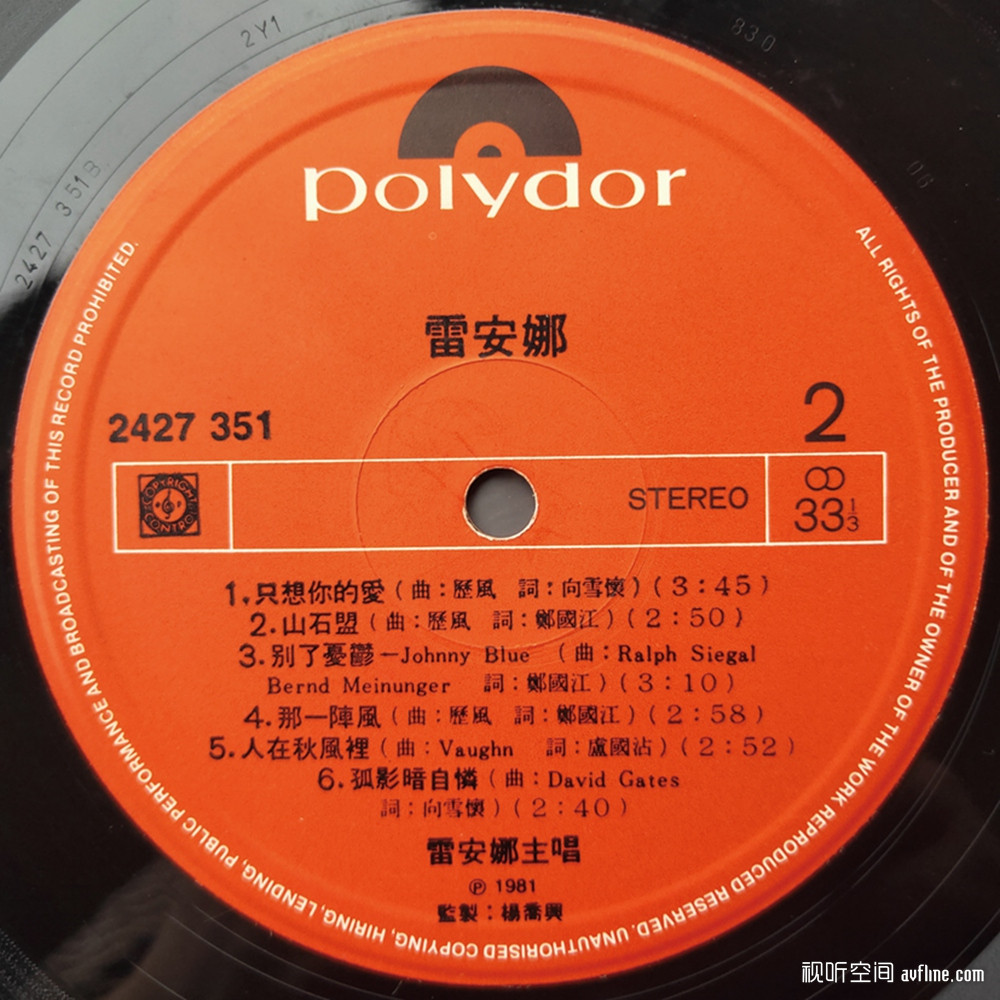 2Y1
830
06
2427 351B
polydor
雷安娜
2427 351
2
COPYRIGHT
CONTROL
STEREO
33 1/3
1.只想你的愛(曲:歷風 詞:向雪懷)(3:45)
2.山石盟(曲:歷風 詞:鄭國江)(2:50)
3.别了憂鬱－Johnny Blue (曲:Ralph Siegal
Bernd Meinunger 詞:鄭國江)(3:10)
4.那一陣風(曲:歷風 詞:鄭國江)(2:58)
5.人在秋風裡(曲:Vaughn 詞:盧國沾)(2:52)
6.孤影暗自憐(曲:David Gates
詞:向雪懷)(2:40)
雷安娜主唱
Ⓟ 1981
監製:楊喬興
ALL RIGHTS OF THE PRODUCER AND OF THE OWNER OF THE WORK REPRODUCED RESERVED. UNAUTHORISED COPYING, HIRING, LENDING, PUBLIC PERFORMANCE AND BROADCASTING OF THIS RECORD PROHIBITED.
视听空间 avfline.com